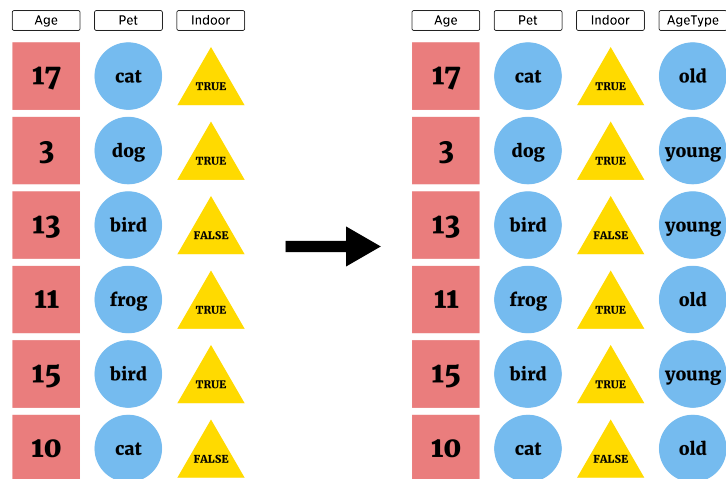 Age Pet Indoor Age Pet Indoor AgeType
17 cat TRUE 17 cat TRUE old
3 dog TRUE 3 dog TRUE young
13 bird FALSE 13 bird FALSE young
11 frog TRUE 11 frog TRUE old
15 bird TRUE 15 bird TRUE young
10 cat FALSE 10 cat FALSE old